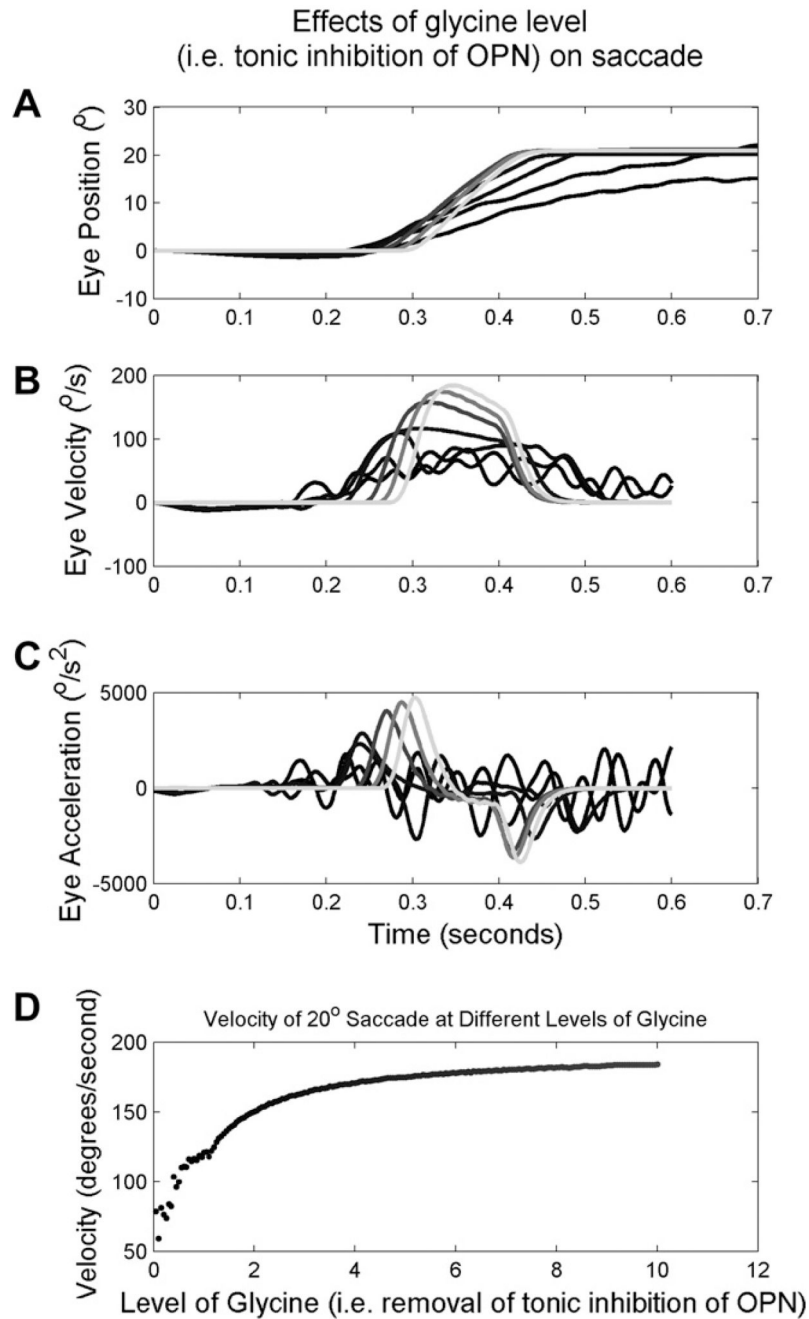 Effects of glycine level
(i.e. tonic inhibition of OPN) on saccade
A
Eye Position (º)
30
20
10
0
-10
0 0.1 0.2 0.3 0.4 0.5 0.6 0.7
B
Eye Velocity (º/s)
200
100
0
-100
0 0.1 0.2 0.3 0.4 0.5 0.6 0.7
C
Eye Acceleration (º/s²)
5000
0
-5000
0 0.1 0.2 0.3 0.4 0.5 0.6 0.7
Time (seconds)
D
Velocity of 20º Saccade at Different Levels of Glycine
Velocity (degrees/second)
200
150
100
50
0 2 4 6 8 10 12
Level of Glycine (i.e. removal of tonic inhibition of OPN)